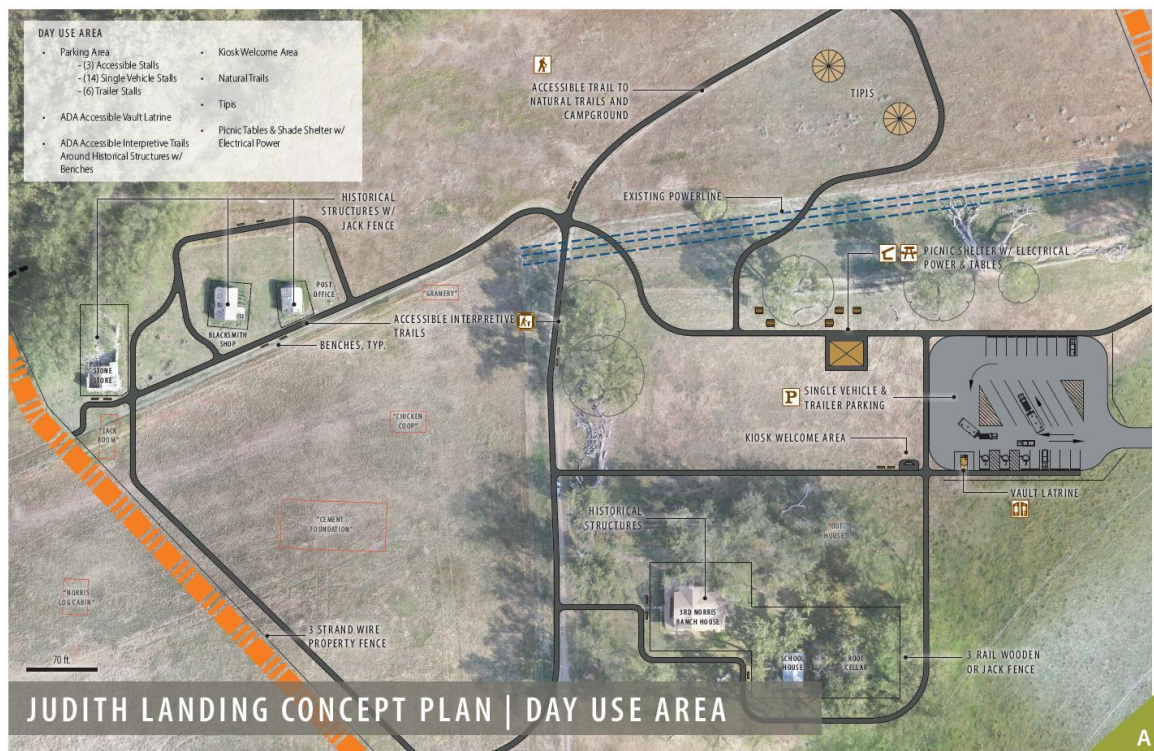 DAY USE AREA
• Parking Area
- (3) Accessible Stalls
- (14) Single Vehicle Stalls
- (6) Trailer Stalls
• ADA Accessible Vault Latrine
• ADA Accessible Interpretive Trails
Around Historical Structures w/
Benches
• Kiosk Welcome Area
• Natural Trails
• Tipis
• Picnic Tables & Shade Shelter w/
Electrical Power
ACCESSIBLE TRAIL TO
NATURAL TRAILS AND
CAMPGROUND
TIPIS
HISTORICAL
STRUCTURES W/
JACK FENCE
EXISTING POWERLINE
PICNIC SHELTER W/ ELECTRICAL
POWER & TABLES
POST
OFFICE
"GRANERY"
BLACKSMITH
SHOP
ACCESSIBLE INTERPRETIVE
TRAILS
BENCHES, TYP.
STONE
STORE
P
SINGLE VEHICLE &
TRAILER PARKING
"TACK
ROOM"
"CHICKEN
COOP"
KIOSK WELCOME AREA
VAULT LATRINE
HISTORICAL
STRUCTURES
"CEMENT
FOUNDATION"
"OUT
HOUSE"
"NORRIS
LOG CABIN"
3RD NORRIS
RANCH HOUSE
3 STRAND WIRE
PROPERTY FENCE
SCHOOL
HOUSE
ROOT
CELLAR
3 RAIL WOODEN
OR JACK FENCE
70 ft.
JUDITH LANDING CONCEPT PLAN | DAY USE AREA
A